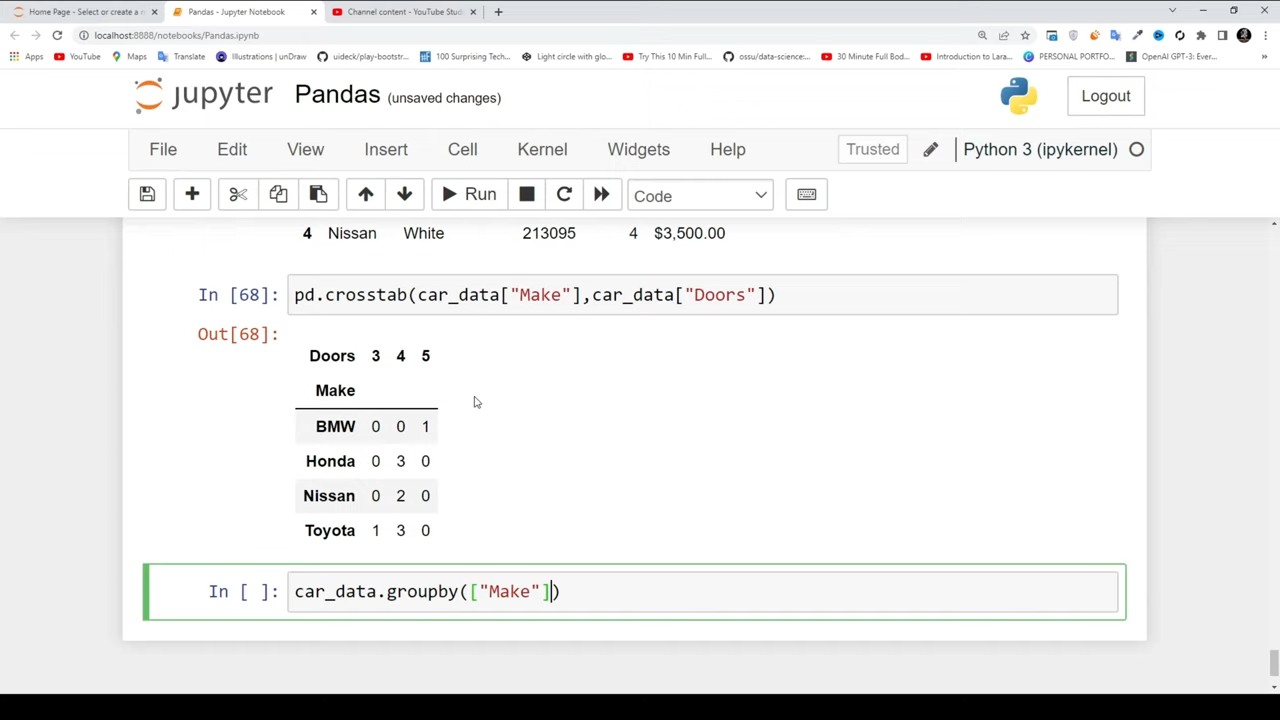 Home Page - Select or create a n
Pandas - Jupyter Notebook
Channel content - YouTube Stud
localhost:8888/notebooks/Pandas.ipynb
Apps
YouTube
Maps
Translate
Illustrations | unDraw
uideck/play-bootstr...
100 Surprising Tech...
Light circle with glo...
Try This 10 Min Full...
ossu/data-science:...
30 Minute Full Bod...
Introduction to Lara...
PERSONAL PORTFO...
OpenAI GPT-3: Ever...
jupyter
Pandas (unsaved changes)
Logout
File Edit View Insert Cell Kernel Widgets Help
Trusted
Python 3 (ipykernel)
Run
Code
4 Nissan White 213095 4 $3,500.00
In [68]: pd.crosstab(car_data["Make"],car_data["Doors"])
Out[68]:
Doors 3 4 5
Make
BMW 0 0 1
Honda 0 3 0
Nissan 0 2 0
Toyota 1 3 0
In [ ]: car_data.groupby(["Make"])